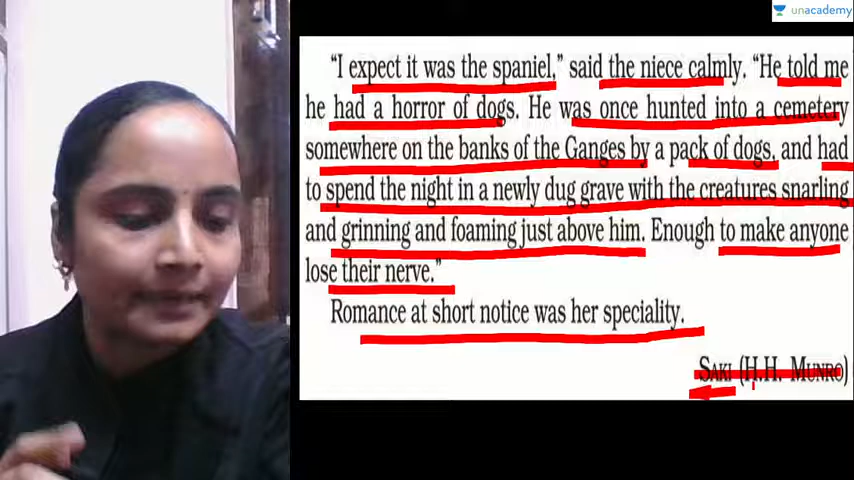 unacademy
"I expect it was the spaniel," said the niece calmly. "He told me
he had a horror of dogs. He was once hunted into a cemetery
somewhere on the banks of the Ganges by a pack of dogs, and had
to spend the night in a newly dug grave with the creatures snarling
and grinning and foaming just above him. Enough to make anyone
lose their nerve."
Romance at short notice was her speciality.
SAKI (H.H. MUNRO)